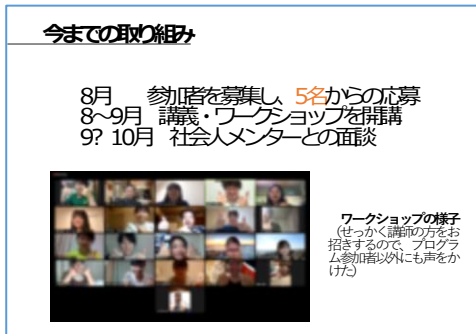 今までの取り組み
8月　参加者を募集し、5名からの応募
8~9月　講義・ワークショップを開講
9? 10月　社会人メンターとの面談
ワークショップの様子
(せっかく講師の方をお
招きするので、プログラ
ム参加者以外にも声をか
けた)